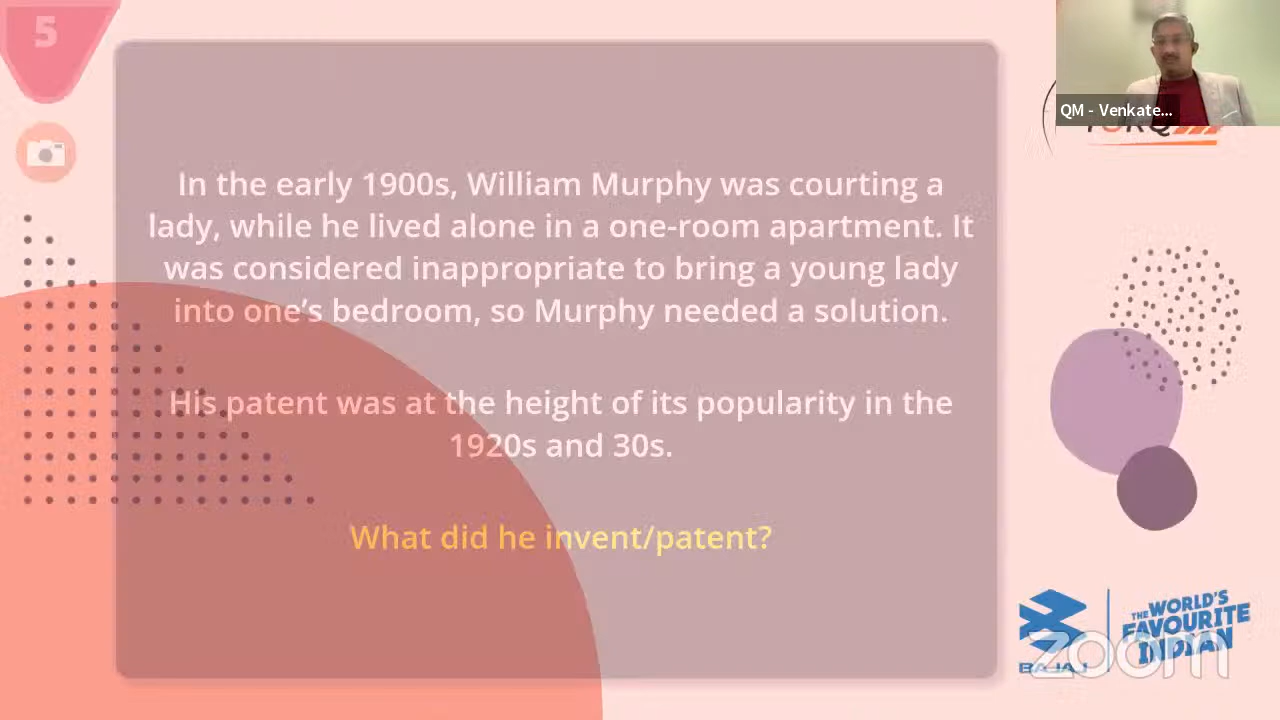 5
QM - Venkate...
In the early 1900s, William Murphy was courting a
lady, while he lived alone in a one-room apartment. It
was considered inappropriate to bring a young lady
into one's bedroom, so Murphy needed a solution.
His patent was at the height of its popularity in the
1920s and 30s.
What did he invent/patent?
BAJAJ
THE WORLD'S
FAVOURITE
INDIAN
zoom